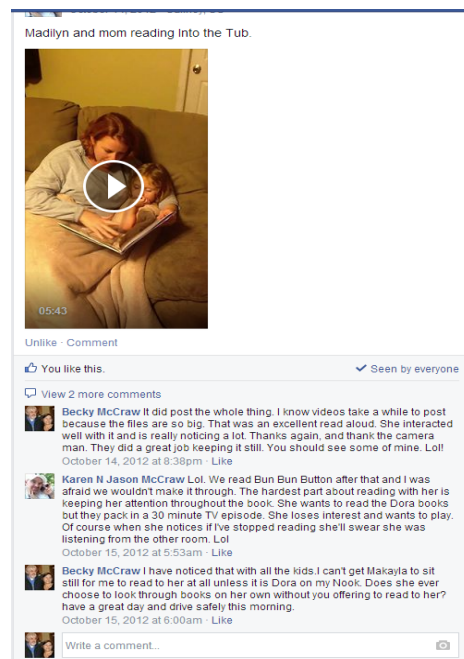 Madilyn and mom reading Into the Tub.
05:43
Unlike · Comment
You like this.
Seen by everyone
View 2 more comments
Becky McCraw It did post the whole thing. I know videos take a while to post
because the files are so big. That was an excellent read aloud. She interacted
well with it and is really noticing a lot. Thanks again, and thank the camera
man. They did a great job keeping it still. You should see some of mine. Lol!
October 14, 2012 at 8:38pm · Like
Karen N Jason McCraw Lol. We read Bun Bun Button after that and I was
afraid we wouldn't make it through. The hardest part about reading with her is
keeping her attention throughout the book. She wants to read the Dora books
but they pack in a 30 minute TV episode. She loses interest and wants to play.
Of course when she notices if I've stopped reading she'll swear she was
listening from the other room. Lol
October 15, 2012 at 5:53am · Like
Becky McCraw I have noticed that with all the kids.I can't get Makayla to sit
still for me to read to her at all unless it is Dora on my Nook. Does she ever
choose to look through books on her own without you offering to read to her?
have a great day and drive safely this morning.
October 15, 2012 at 6:00am · Like
Write a comment...